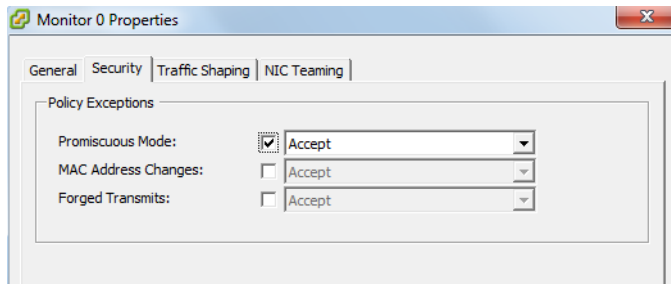 Monitor 0 Properties
General Security Traffic Shaping NIC Teaming
Policy Exceptions
Promiscuous Mode: Accept
MAC Address Changes: Accept
Forged Transmits: Accept